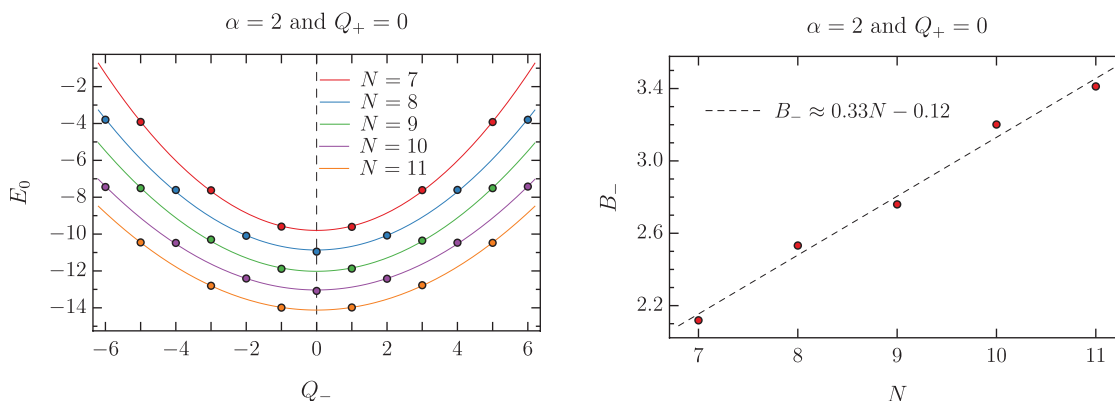 α = 2 and Q₊ = 0
E₀
−2
−4
−6
−8
−10
−12
−14
N = 7
N = 8
N = 9
N = 10
N = 11
−6 −4 −2 0 2 4 6
Q₋
α = 2 and Q₊ = 0
B₋
3.4
3.0
2.6
2.2
B₋ ≈ 0.33N − 0.12
7 8 9 10 11
N